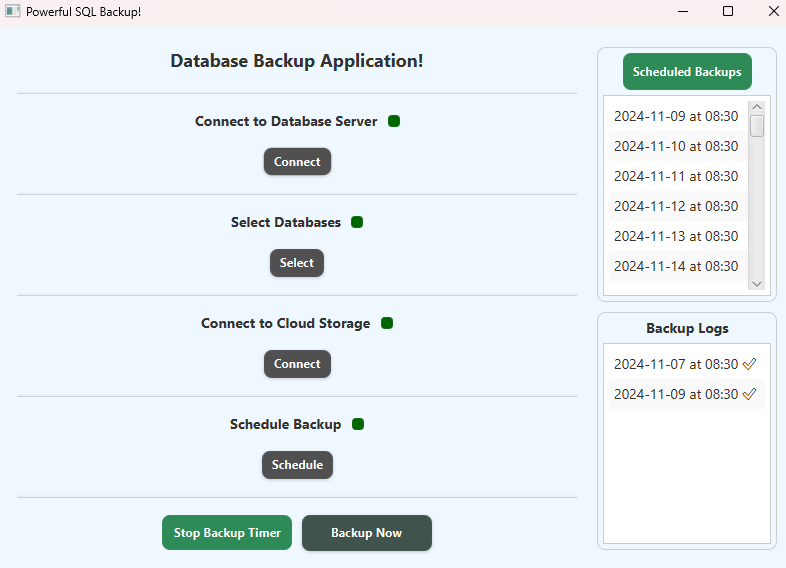 Powerful SQL Backup!
Database Backup Application!
Connect to Database Server
Connect
Select Databases
Select
Connect to Cloud Storage
Connect
Schedule Backup
Schedule
Stop Backup Timer
Backup Now
Scheduled Backups
2024-11-09 at 08:30
2024-11-10 at 08:30
2024-11-11 at 08:30
2024-11-12 at 08:30
2024-11-13 at 08:30
2024-11-14 at 08:30
Backup Logs
2024-11-07 at 08:30
2024-11-09 at 08:30